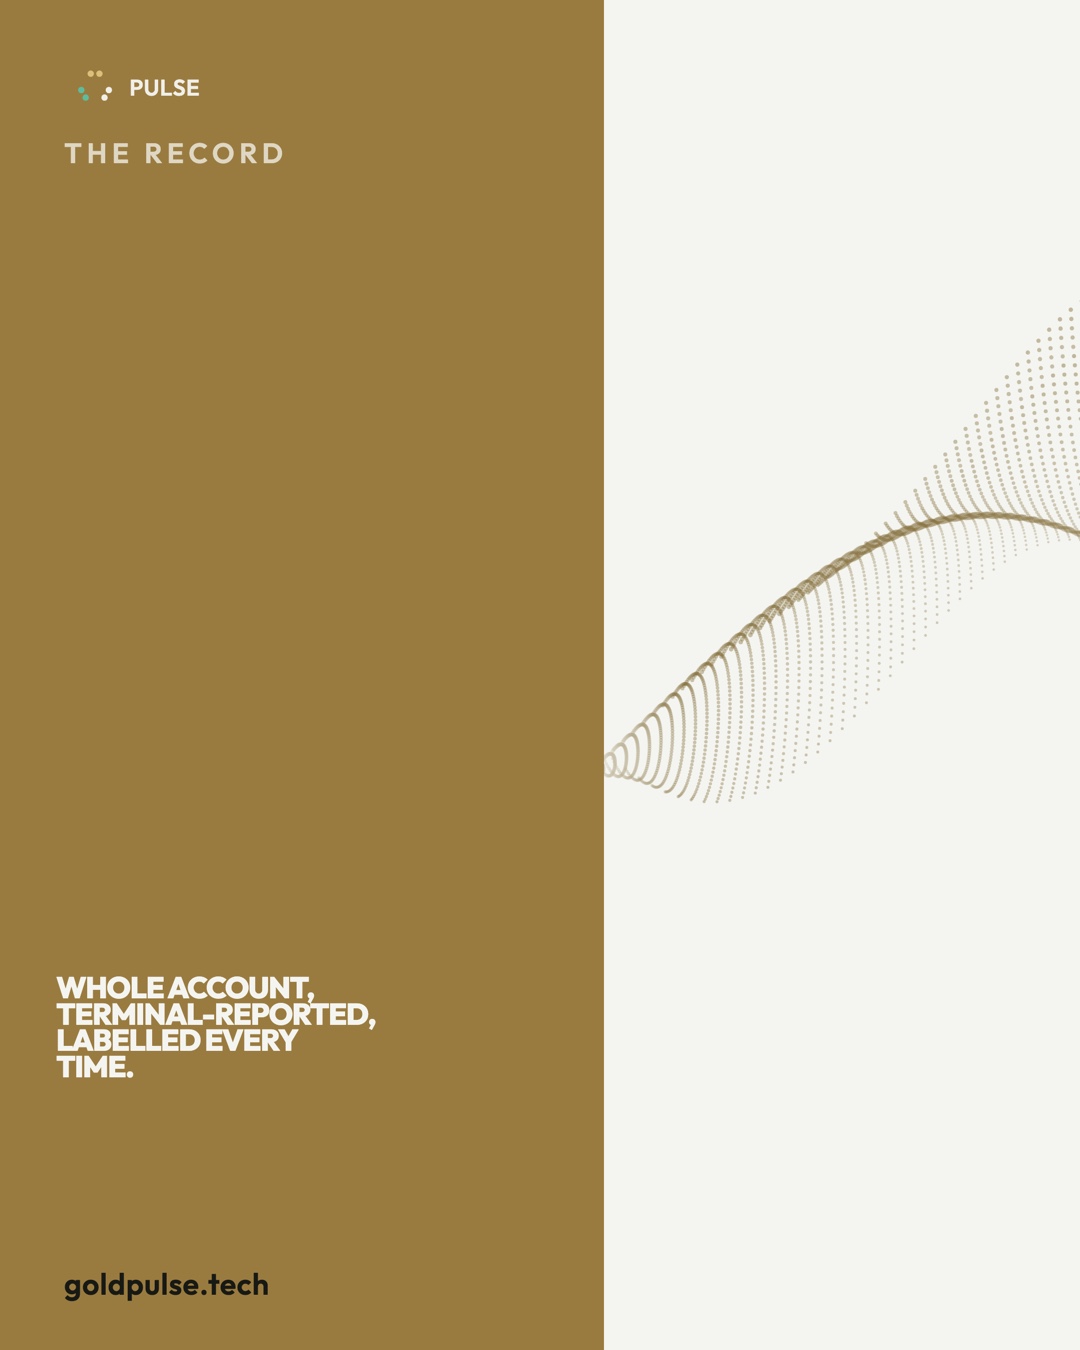 PULSE
THE RECORD
WHOLE ACCOUNT,
TERMINAL-REPORTED,
LABELLED EVERY
TIME.
goldpulse.tech